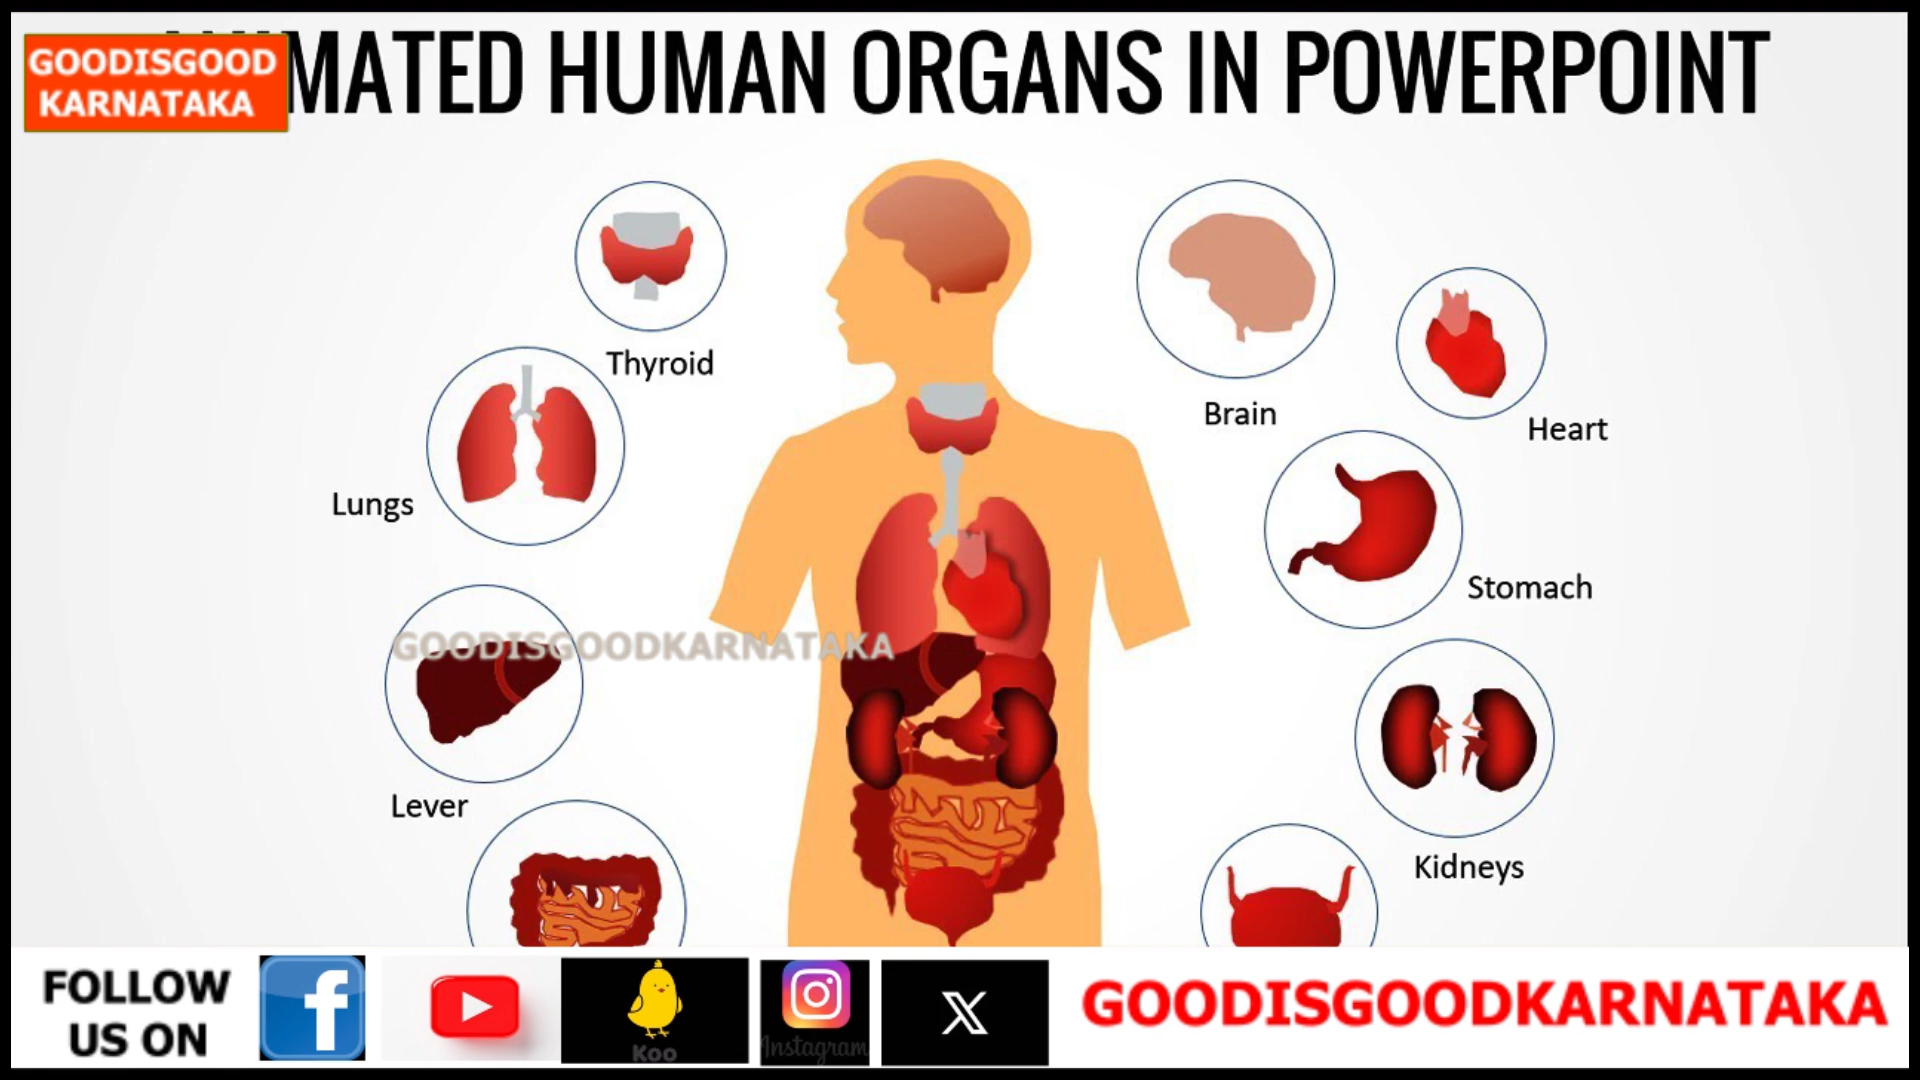 GOODISGOOD
KARNATAKA
MATED HUMAN ORGANS IN POWERPOINT
Thyroid
Brain
Heart
Lungs
Stomach
GOODISGOODKARNATAKA
Lever
Kidneys
FOLLOW
US ON
Koo
Instagram
GOODISGOODKARNATAKA